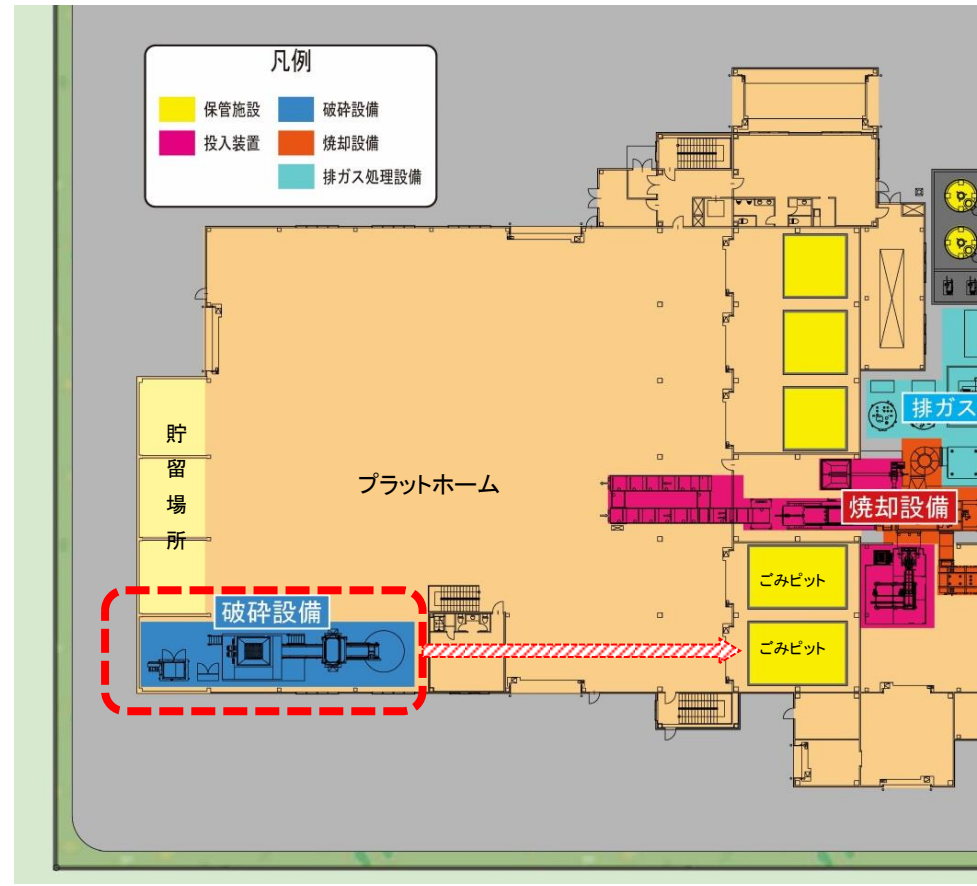 凡例
保管施設
破砕設備
投入装置
焼却設備
排ガス処理設備
排ガス
貯
留
場
所
プラットホーム
焼却設備
ごみピット
破砕設備
ごみピット